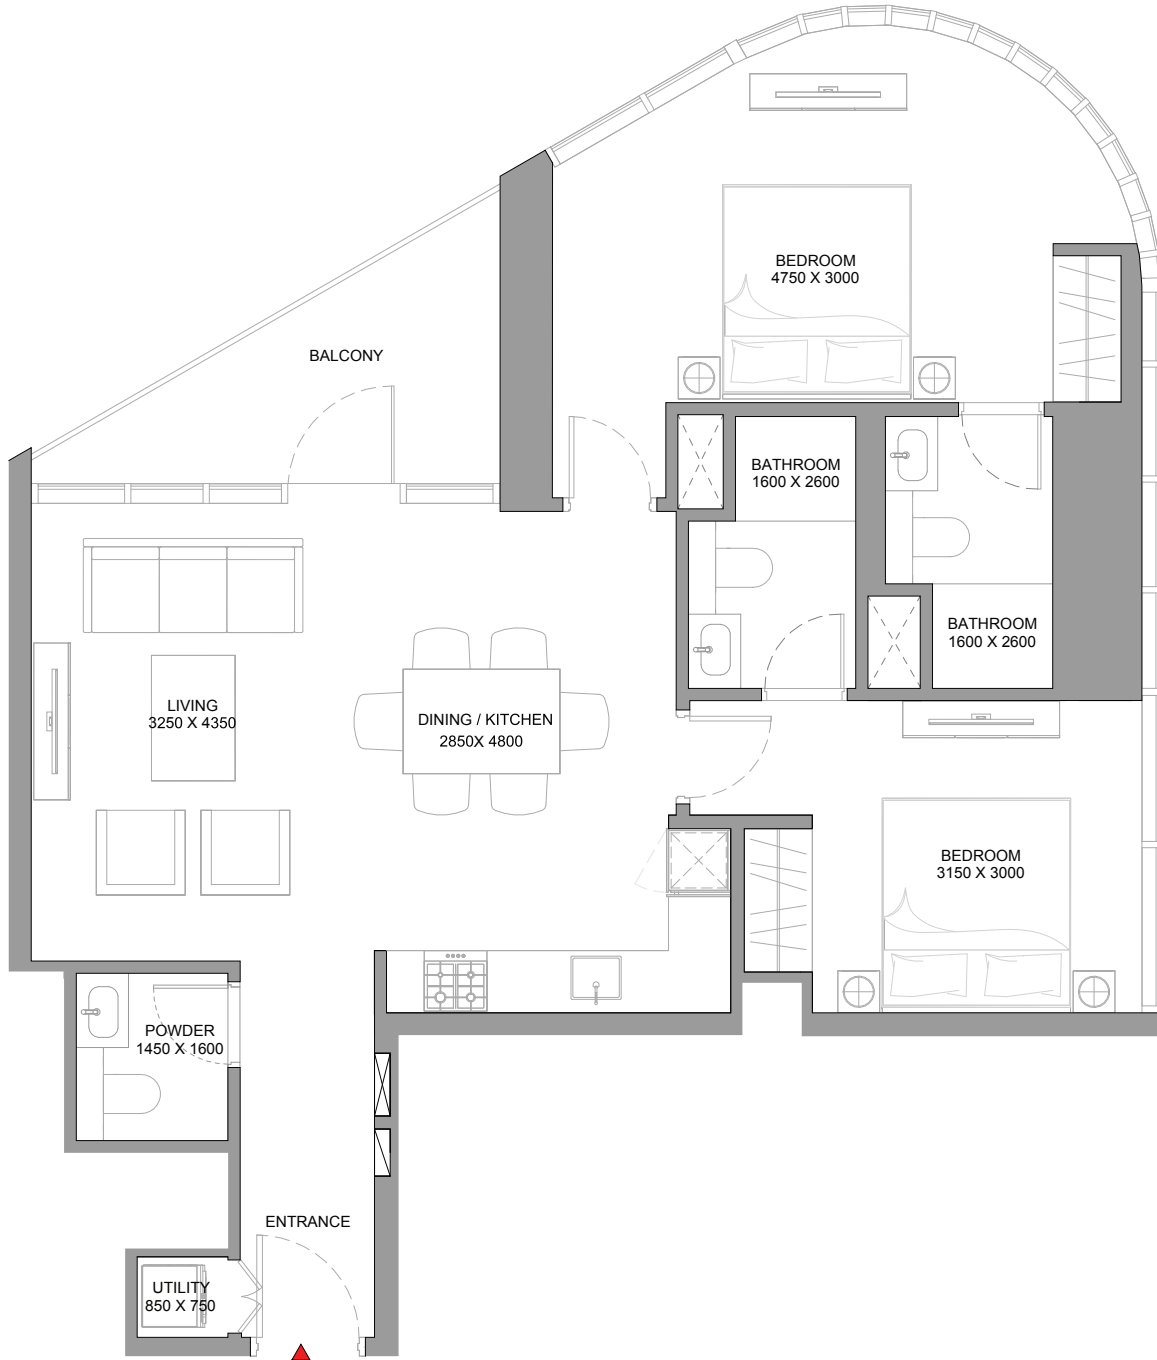 BEDROOM
4750 X 3000
BALCONY
BATHROOM
1600 X 2600
BATHROOM
1600 X 2600
LIVING
3250 X 4350
DINING / KITCHEN
2850X 4800
BEDROOM
3150 X 3000
POWDER
1450 X 1600
ENTRANCE
UTILITY
850 X 750